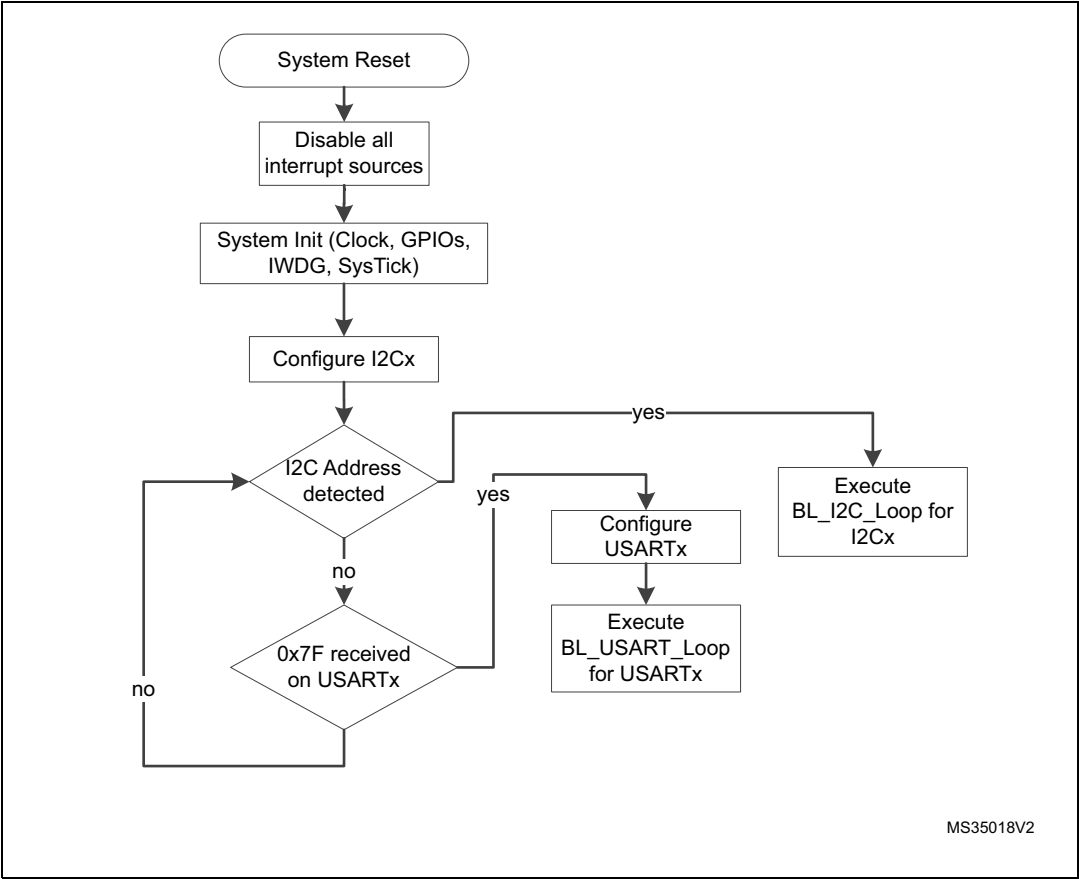 System Reset
Disable all
interrupt sources
System Init (Clock, GPIOs,
IWDG, SysTick)
Configure I2Cx
yes
I2C Address
detected
yes
Execute
BL_I2C_Loop for
I2Cx
Configure
USARTx
no
Execute
BL_USART_Loop
for USARTx
0x7F received
on USARTx
no
MS35018V2